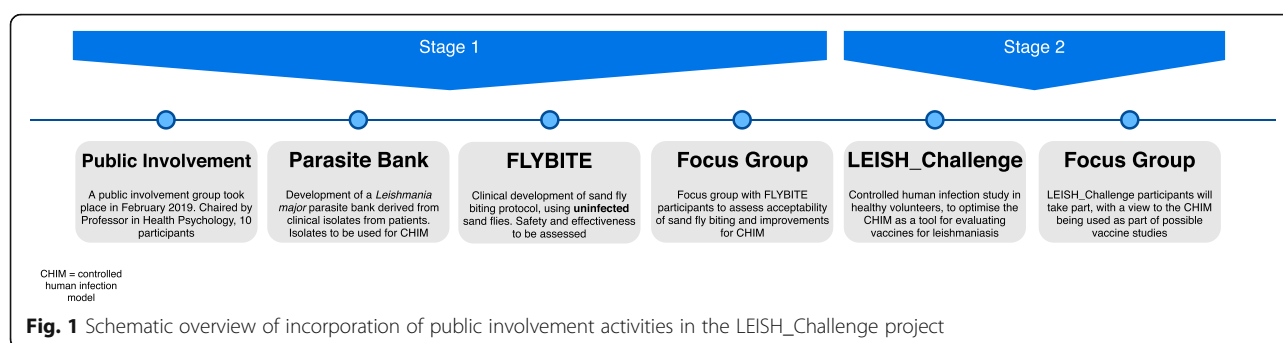 Stage 1
Stage 2
Public Involvement
A public involvement group took
place in February 2019. Chaired by
Professor in Health Psychology, 10
participants
Parasite Bank
Development of a Leishmania
major parasite bank derived from
clinical isolates from patients.
Isolates to be used for CHIM
FLYBITE
Clinical development of sand fly
biting protocol, using uninfected
sand flies. Safety and effectiveness
to be assessed
Focus Group
Focus group with FLYBITE
participants to assess acceptability
of sand fly biting and improvements
for CHIM
LEISH_Challenge
Controlled human infection study in
healthy volunteers, to optimise the
CHIM as a tool for evaluating
vaccines for leishmaniasis
Focus Group
LEISH_Challenge participants will
take part, with a view to the CHIM
being used as part of possible
vaccine studies
CHIM = controlled
human infection
model
Fig. 1 Schematic overview of incorporation of public involvement activities in the LEISH_Challenge project